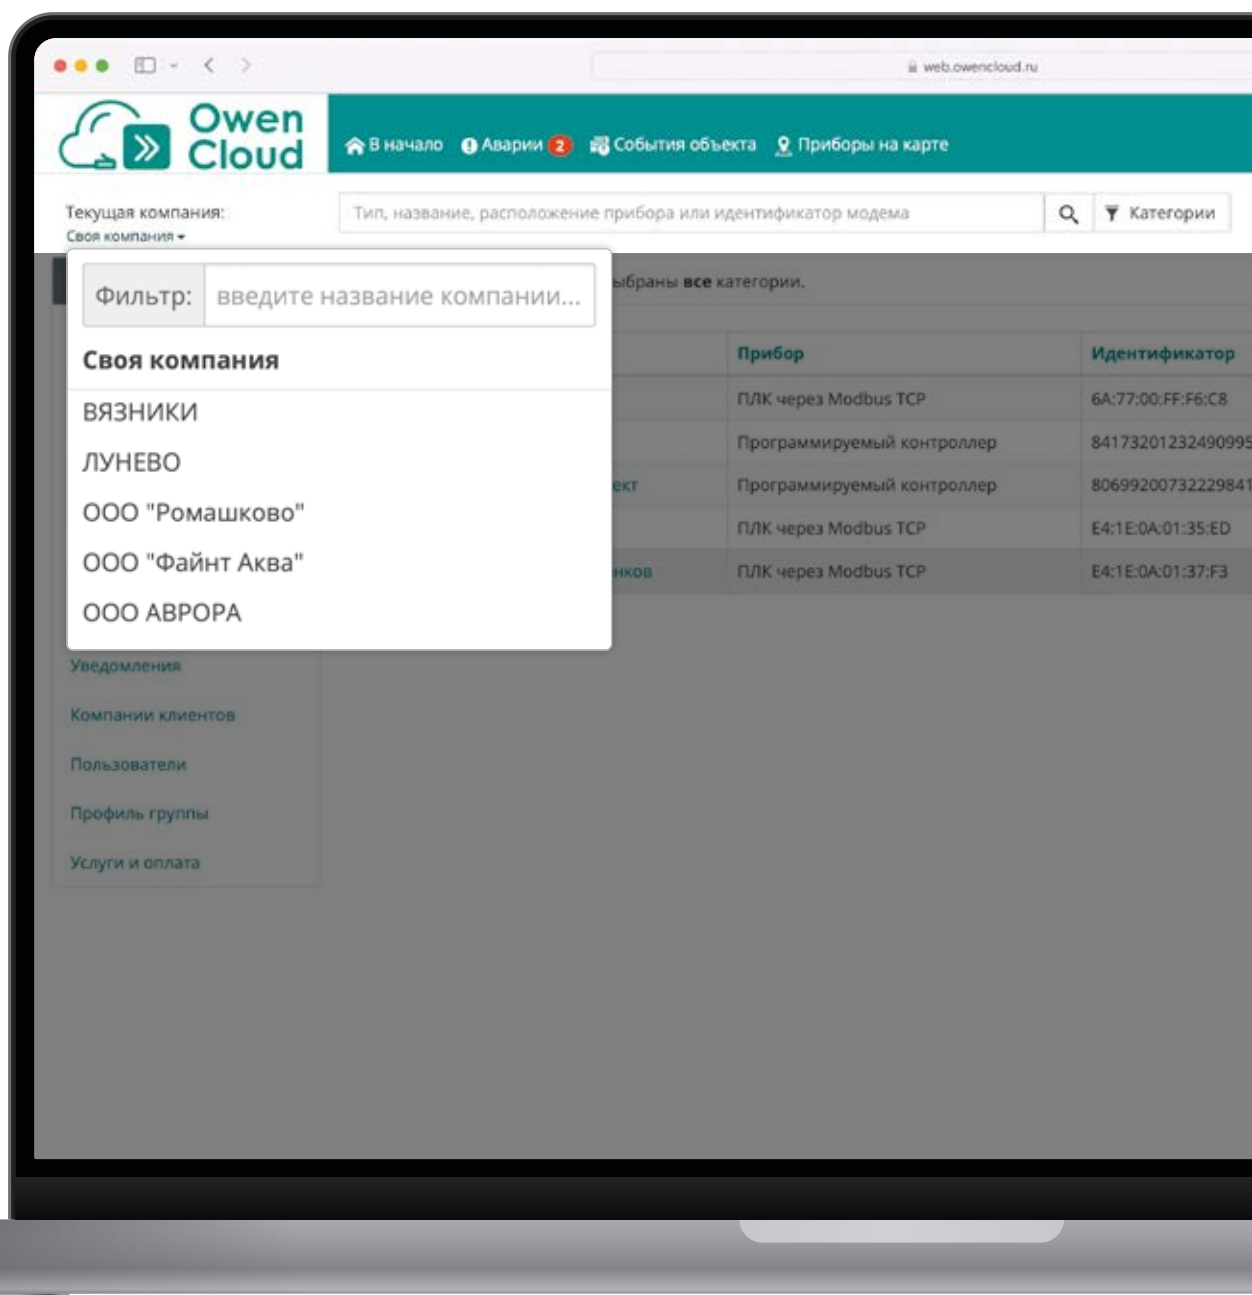 web.owencloud.ru
Owen
Cloud
В начало Аварии 2 События объекта Приборы на карте
Текущая компания:
Своя компания
Тип, название, расположение прибора или идентификатор модема
Категории
Фильтр: введите название компании...
Своя компания
ВЯЗНИКИ
ЛУНЕВО
ООО "Ромашково"
ООО "Файнт Аква"
ООО АВРОРА
ыбраны все категории.
Прибор Идентификатор
ПЛК через Modbus TCP 6A:77:00:FF:F6:C8
Программируемый контроллер 84173201232490995
ект Программируемый контроллер 80699200732229841
ПЛК через Modbus TCP E4:1E:0A:01:35:ED
нков ПЛК через Modbus TCP E4:1E:0A:01:37:F3
Уведомления
Компании клиентов
Пользователи
Профиль группы
Услуги и оплата